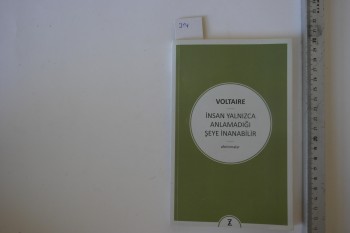 VOLTAIRE
İNSAN YALNIZCA
ANLAMADIĞI
ŞEYE İNANABİLİR